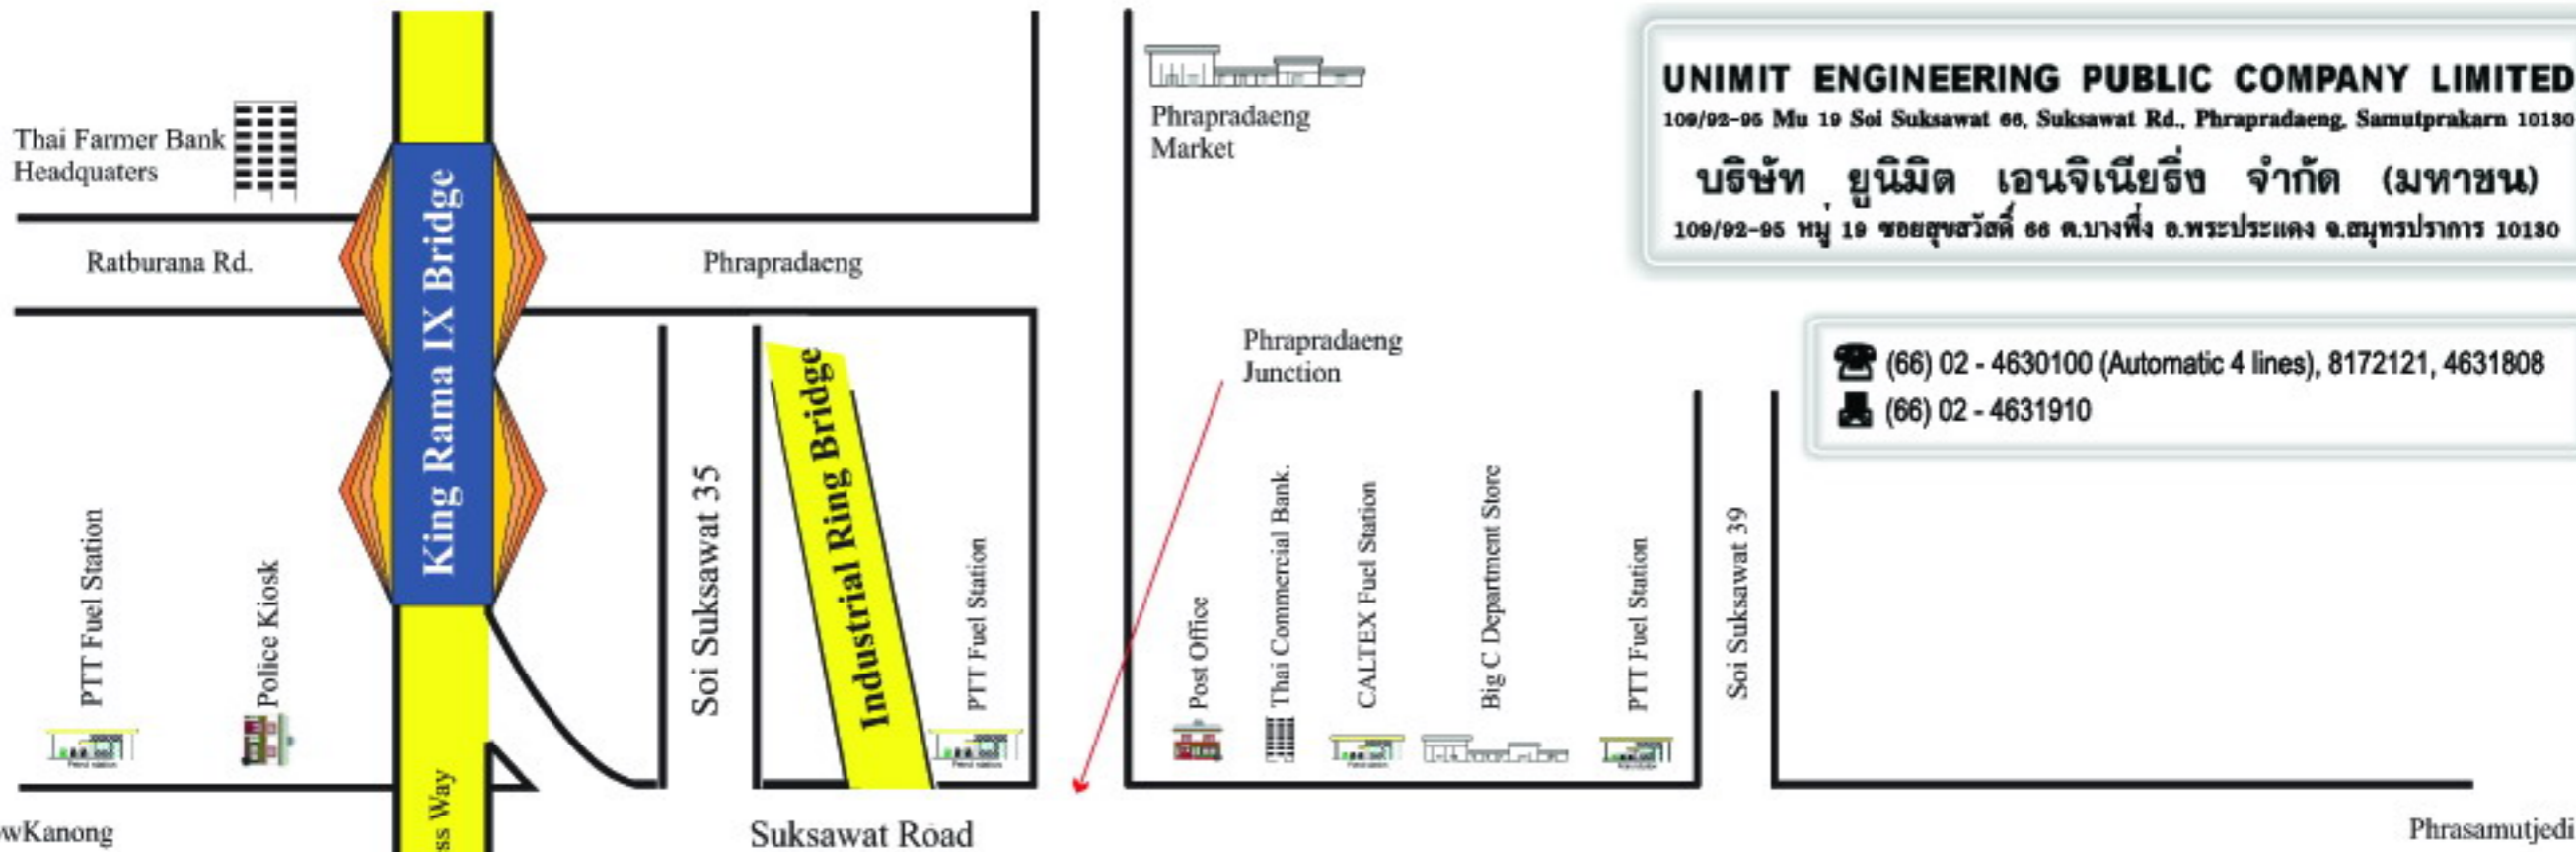 UNIMIT ENGINEERING PUBLIC COMPANY LIMITED
109/92-95 Mu 19 Soi Suksawat 66, Suksawat Rd., Phrapradaeng, Samutprakarn 10130
บริษัท ยูนิมิต เอนจิเนียริ่ง จำกัด (มหาชน)
109/92-95 หมู่ 19 ซอยสุขสวัสดิ์ 66 ต.บางพึ่ง อ.พระประแดง จ.สมุทรปราการ 10130
(66) 02 - 4630100 (Automatic 4 lines), 8172121, 4631808
(66) 02 - 4631910
Thai Farmer Bank
Headquaters
Phrapradaeng
Market
Ratburana Rd.
King Rama IX Bridge
Phrapradaeng
Phrapradaeng
Junction
Industrial Ring Bridge
Soi Suksawat 35
PTT Fuel Station
Police Kiosk
PTT Fuel Station
Post Office
Thai Commercial Bank.
CALTEX Fuel Station
Big C Department Store
PTT Fuel Station
Soi Suksawat 39
ss Way
owKanong
Suksawat Road
Phrasamutjedi